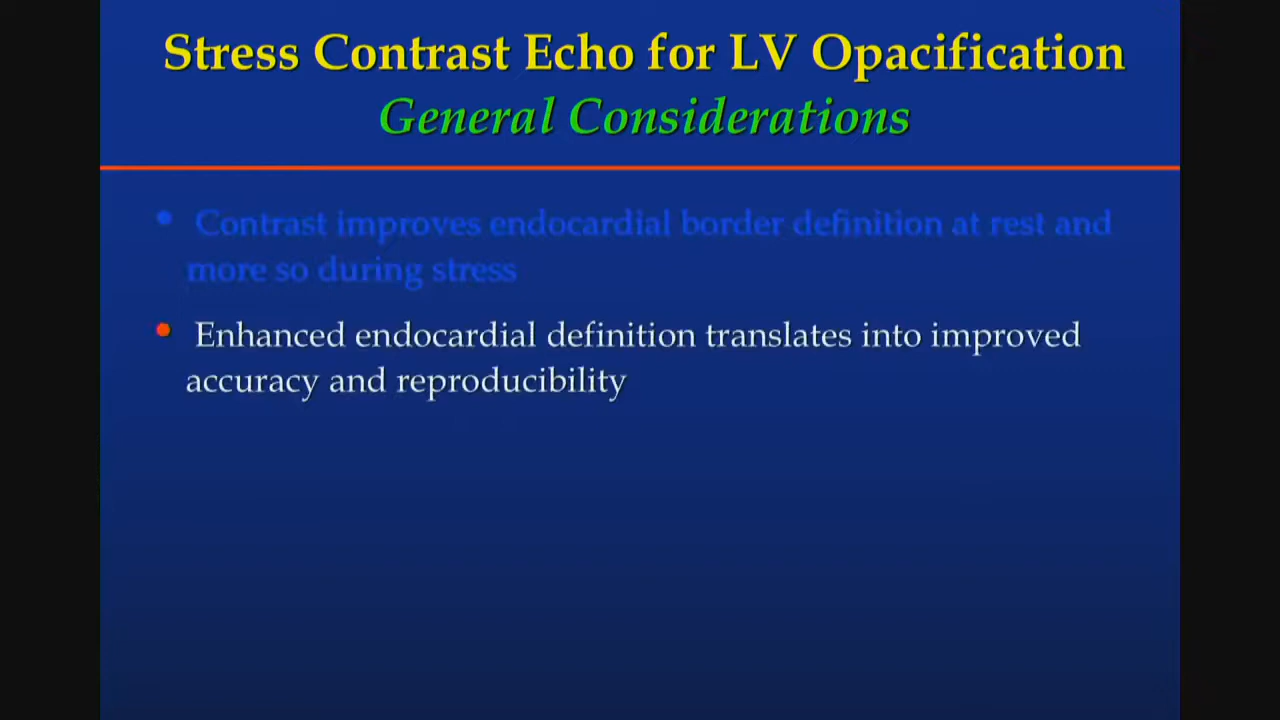 Stress Contrast Echo for LV Opacification
General Considerations
• Contrast improves endocardial border definition at rest and
more so during stress
• Enhanced endocardial definition translates into improved
accuracy and reproducibility